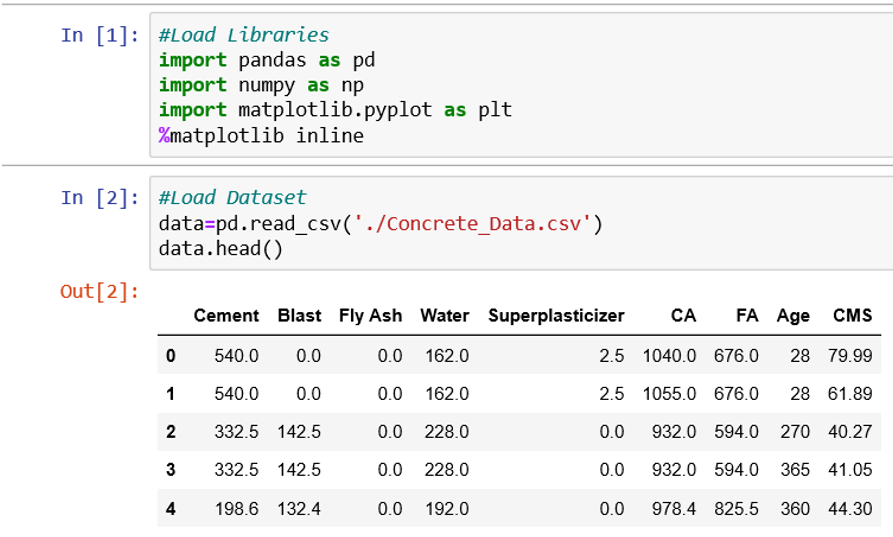 In [1]: #Load Libraries
import pandas as pd
import numpy as np
import matplotlib.pyplot as plt
%matplotlib inline
In [2]: #Load Dataset
data=pd.read_csv('./Concrete_Data.csv')
data.head()
Out[2]:
Cement Blast Fly Ash Water Superplasticizer CA FA Age CMS
0 540.0 0.0 0.0 162.0 2.5 1040.0 676.0 28 79.99
1 540.0 0.0 0.0 162.0 2.5 1055.0 676.0 28 61.89
2 332.5 142.5 0.0 228.0 0.0 932.0 594.0 270 40.27
3 332.5 142.5 0.0 228.0 0.0 932.0 594.0 365 41.05
4 198.6 132.4 0.0 192.0 0.0 978.4 825.5 360 44.30